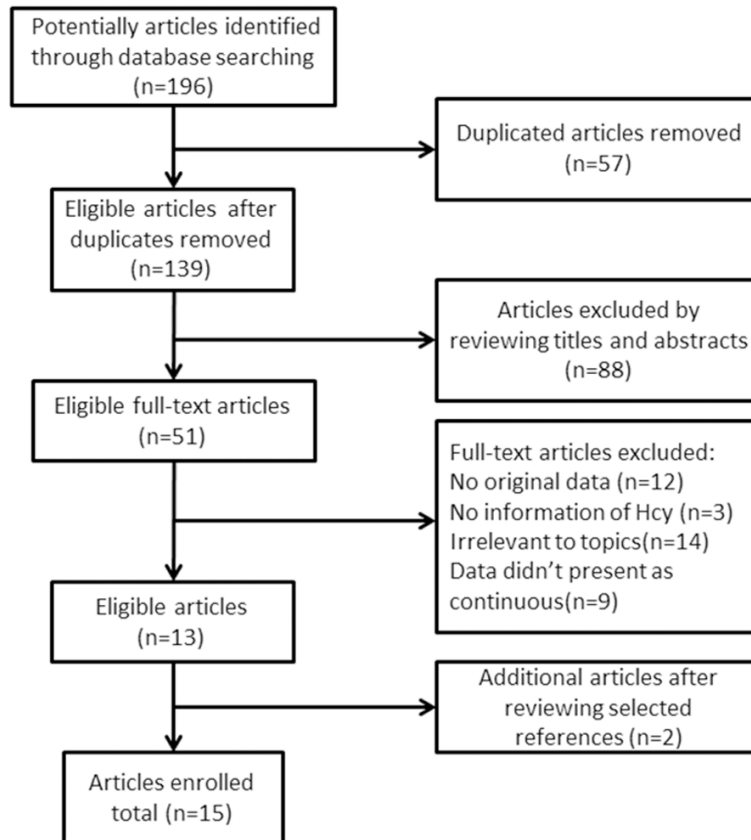 Potentially articles identified
through database searching
(n=196)
Duplicated articles removed
(n=57)
Eligible articles after
duplicates removed
(n=139)
Articles excluded by
reviewing titles and abstracts
(n=88)
Eligible full-text articles
(n=51)
Full-text articles excluded:
No original data (n=12)
No information of Hcy (n=3)
Irrelevant to topics(n=14)
Data didn't present as
continuous(n=9)
Eligible articles
(n=13)
Additional articles after
reviewing selected
references (n=2)
Articles enrolled
total (n=15)